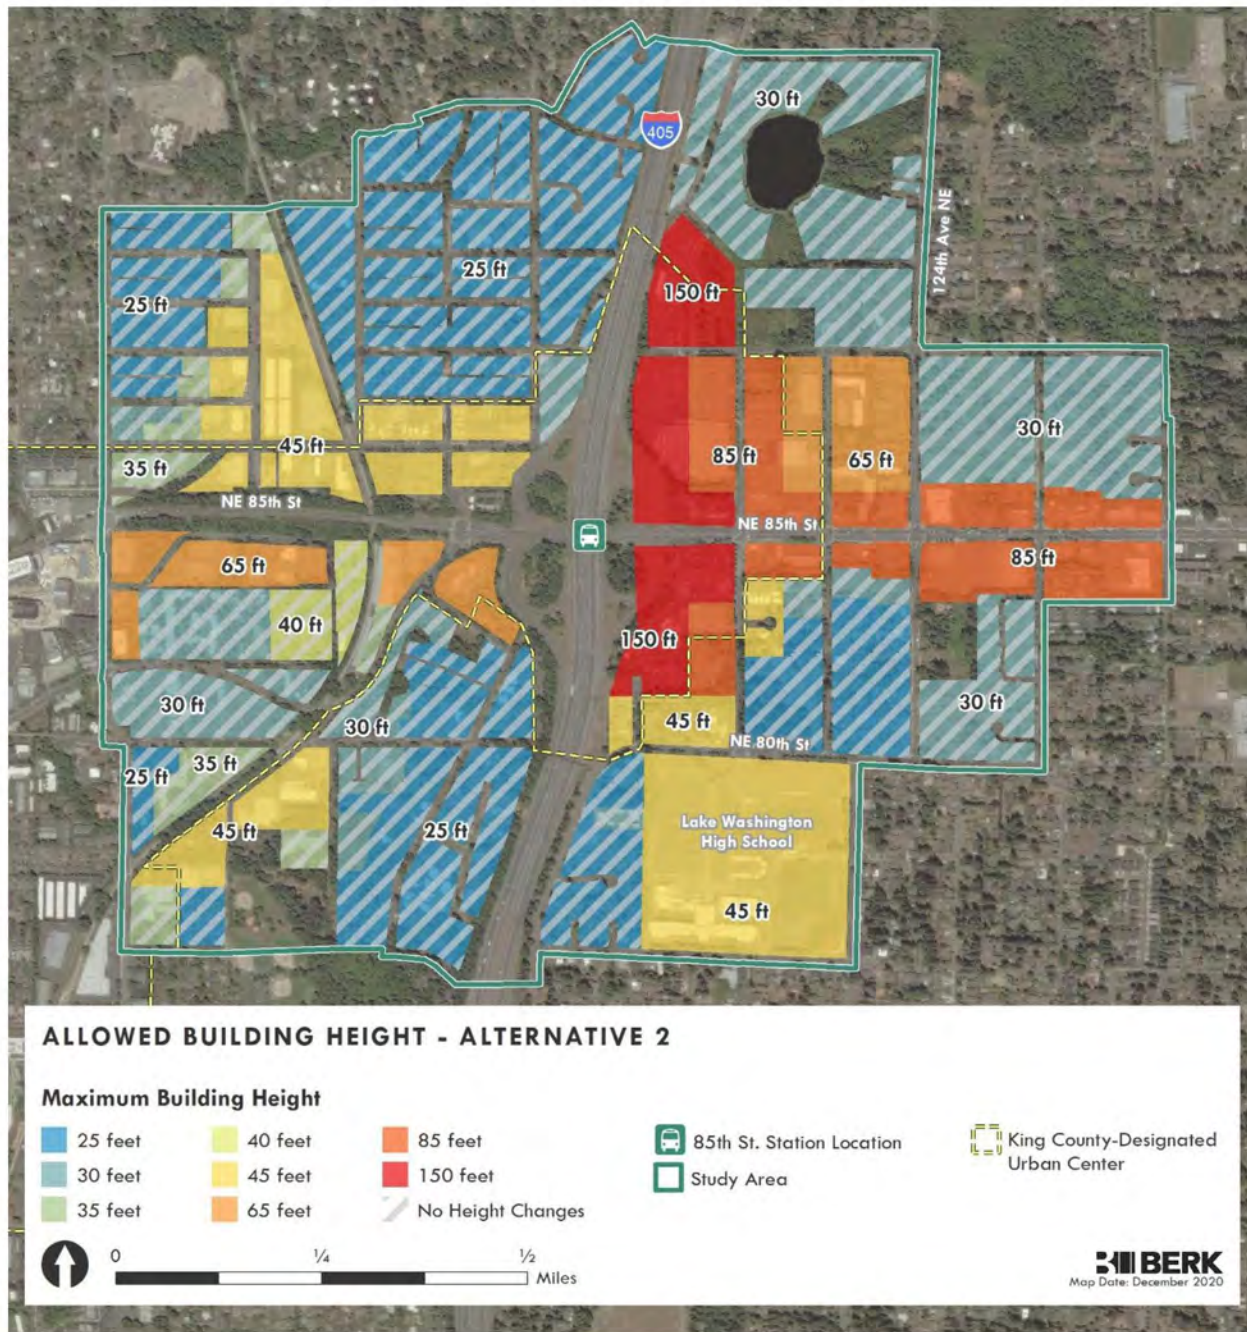 30 ft
405
124th Ave NE
25 ft
150 ft
25 ft
45 ft
35 ft
85 ft
65 ft
30 ft
NE 85th St
NE 85th St
65 ft
85 ft
40 ft
150 ft
30 ft
30 ft
45 ft
30 ft
NE 80th St
35 ft
25 ft
45 ft
25 ft
Lake Washington
High School
45 ft
ALLOWED BUILDING HEIGHT - ALTERNATIVE 2
Maximum Building Height
25 feet
30 feet
35 feet
40 feet
45 feet
65 feet
85 feet
150 feet
No Height Changes
85th St. Station Location
Study Area
King County-Designated
Urban Center
0 ¼ ½
Miles
BERK
Map Date: December 2020